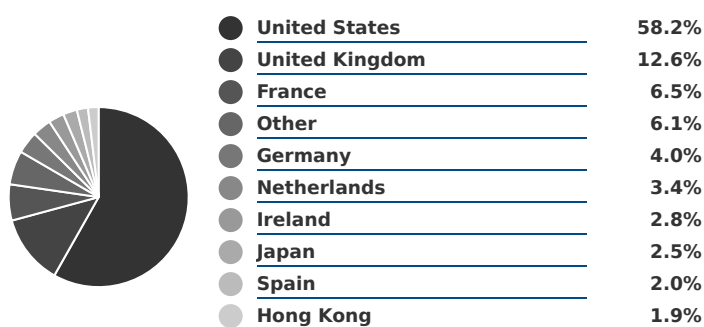 United States 58.2%
United Kingdom 12.6%
France 6.5%
Other 6.1%
Germany 4.0%
Netherlands 3.4%
Ireland 2.8%
Japan 2.5%
Spain 2.0%
Hong Kong 1.9%